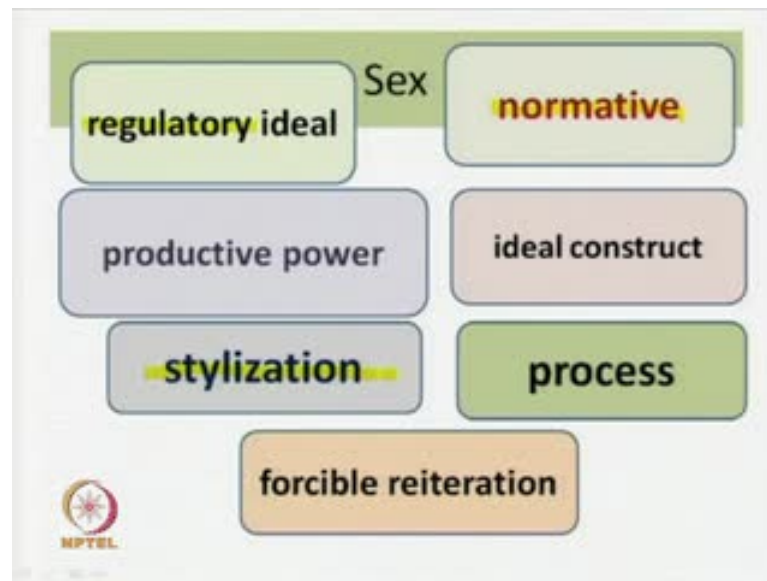 Sex
regulatory ideal
normative
productive power
ideal construct
stylization
process
forcible reiteration
NPTEL